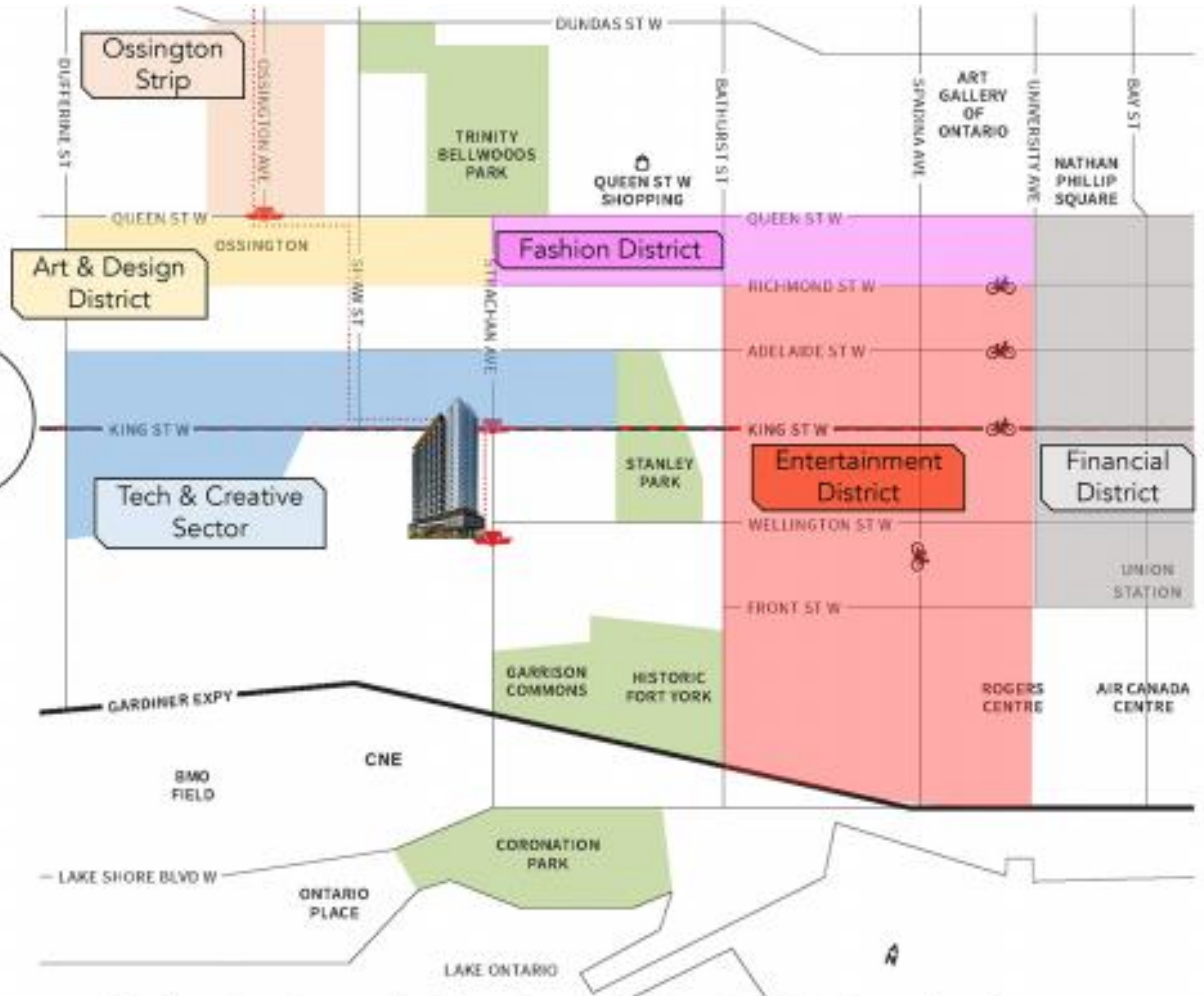 DUNDAS ST W
Ossington
Strip
DUFFERINE ST
OSSINGTON AVE
TRINITY
BELLWOODS
PARK
QUEEN ST W
SHOPPING
BATHURST ST
SPADINA AVE
ART
GALLERY
OF
ONTARIO
UNIVERSITY AVE
BAY ST
NATHAN
PHILLIP
SQUARE
QUEEN ST W
QUEEN ST W
OSSINGTON
Fashion District
Art & Design
District
SHAW ST
STRACHAN AVE
RICHMOND ST W
ADELAIDE ST W
KING ST W
KING ST W
STANLEY
PARK
Entertainment
District
Financial
District
Tech & Creative
Sector
WELLINGTON ST W
UNION
STATION
FRONT ST W
GARRISON
COMMONS
HISTORIC
FORT YORK
ROGERS
CENTRE
AIR CANADA
CENTRE
GARDINER EXPY
CNE
BMO
FIELD
CORONATION
PARK
LAKE SHORE BLVD W
ONTARIO
PLACE
LAKE ONTARIO
N